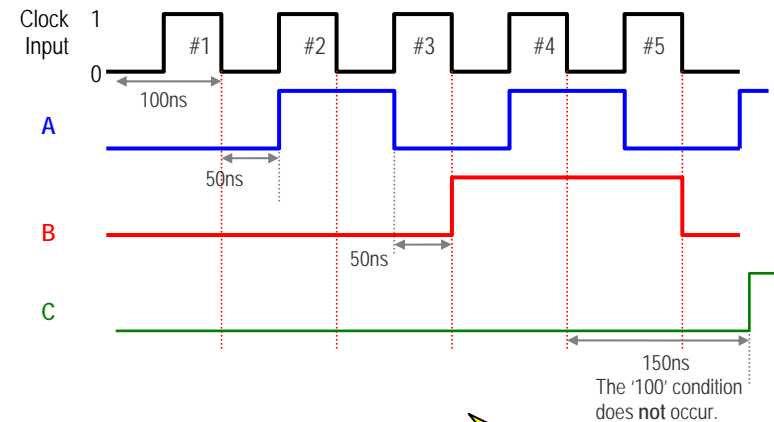 Clock 1
Input #1 #2 #3 #4 #5
0
100ns
A
50ns
B
50ns
C
150ns
The ‘100’ condition
does not occur.